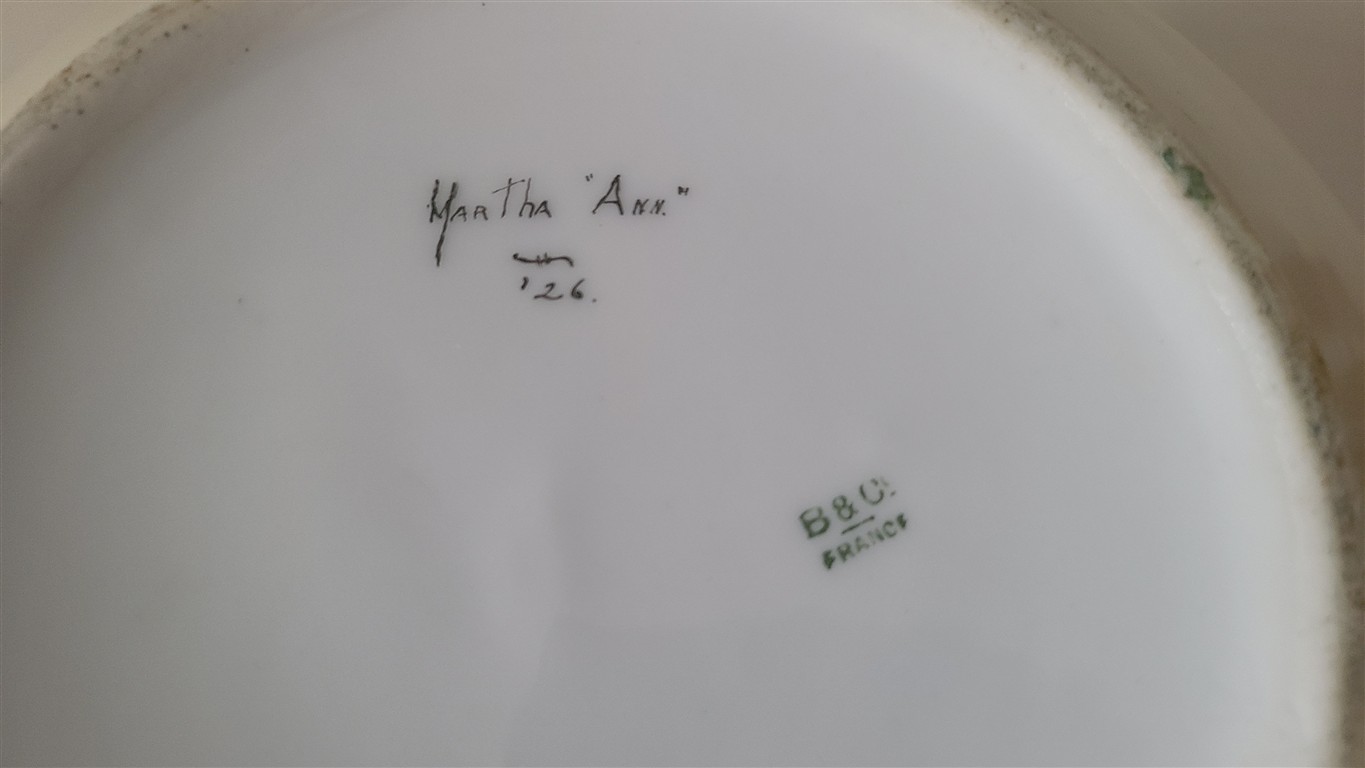 Martha "Ann."
'26.
B & Co.
FRANCE